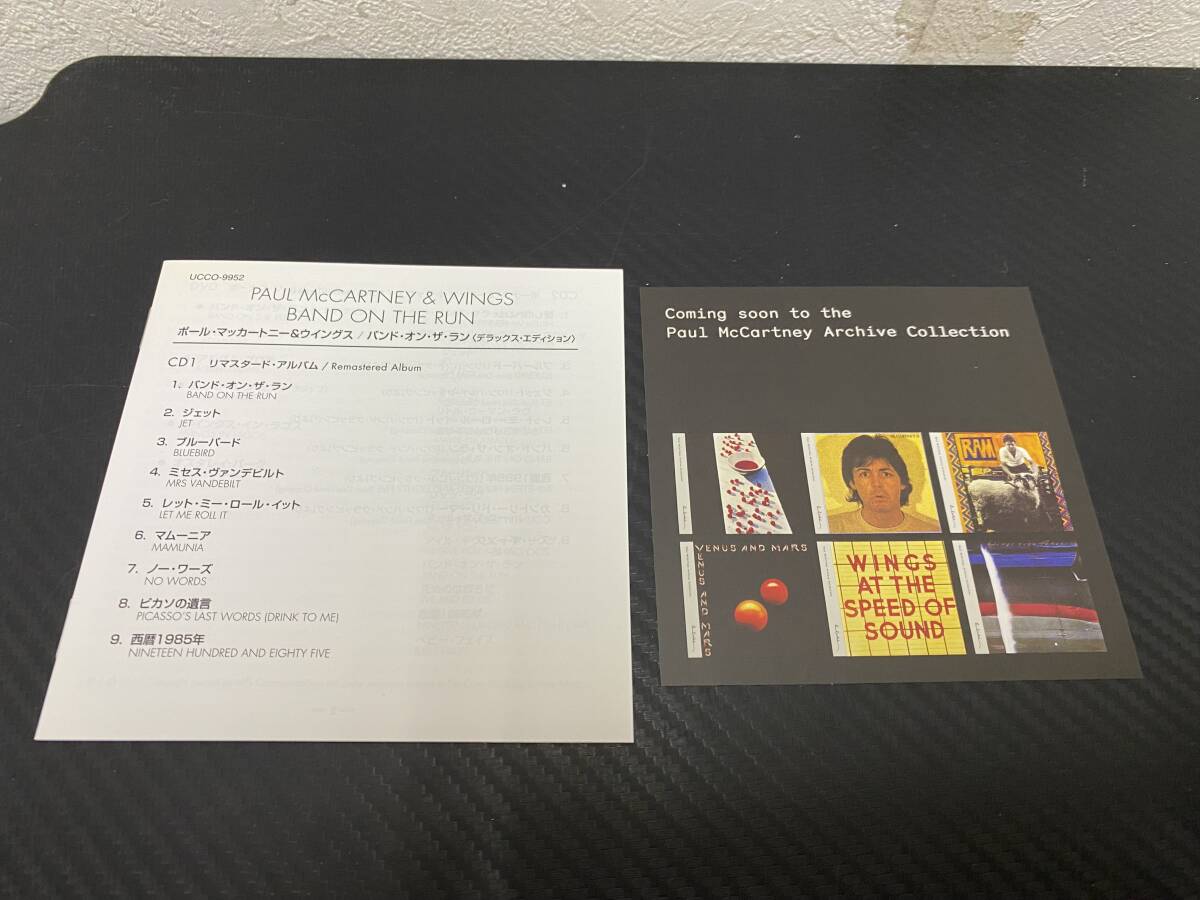 UCCO-9952
PAUL McCARTNEY & WINGS
BAND ON THE RUN
ポール・マッカートニー&ウイングス / バンド・オン・ザ・ラン〈デラックス・エディション〉
CD1 リマスタード・アルバム / Remastered Album
1. バンド・オン・ザ・ラン
BAND ON THE RUN
2. ジェット
JET
3. ブルーバード
BLUEBIRD
4. ミセス・ヴァンデビルト
MRS VANDEBILT
5. レット・ミー・ロール・イット
LET ME ROLL IT
6. マムーニア
MAMUNIA
7. ノー・ワーズ
NO WORDS
8. ピカソの遺言
PICASSO'S LAST WORDS (DRINK TO ME)
9. 西暦1985年
NINETEEN HUNDRED AND EIGHTY FIVE
Coming soon to the
Paul McCartney Archive Collection
RAM
VENUS AND MARS
VENUS AND MARS
WINGS
AT THE
SPEED OF
SOUND